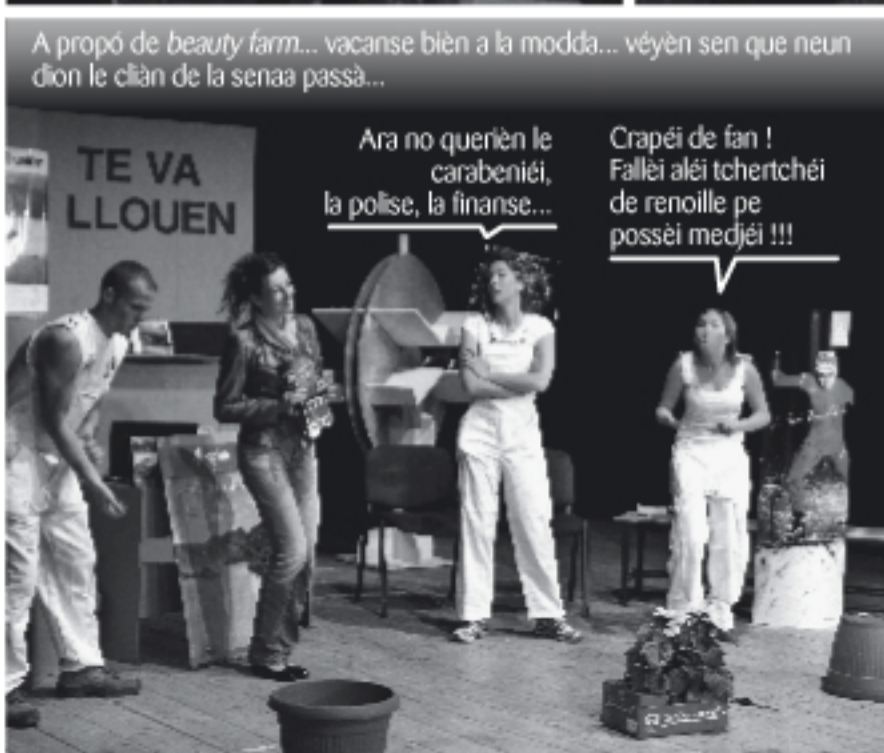 A propó de beauty farm... vacanse bièn a la modda... véyèn sen que neun
dion le cliàn de la senaa passà...
Ara no querièn le
carabeniéi,
la polise, la finanse...
Crapéi de fan !
Fallèi aléi tchertchéi
de renoille pe
possèi medjéi !!!
TE VA
LLOUEN